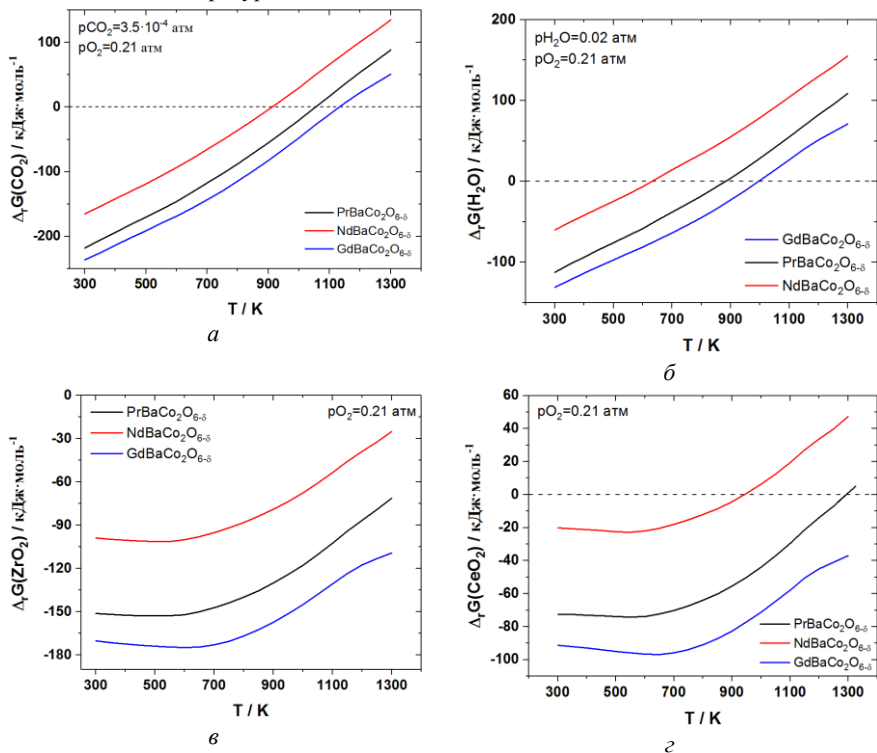 pCO₂=3.5·10⁻⁴ атм
pO₂=0.21 атм
ΔᵣG(CO₂) / кДж·моль⁻¹
100
0
-100
-200
PrBaCo₂O₆₋δ
NdBaCo₂O₆₋δ
GdBaCo₂O₆₋δ
300 500 700 900 1100 1300
T / K
а
pH₂O=0.02 атм
pO₂=0.21 атм
ΔᵣG(H₂O) / кДж·моль⁻¹
200
100
0
-100
GdBaCo₂O₆₋δ
PrBaCo₂O₆₋δ
NdBaCo₂O₆₋δ
300 500 700 900 1100 1300
T / K
б
PrBaCo₂O₆₋δ
NdBaCo₂O₆₋δ
GdBaCo₂O₆₋δ
pO₂=0.21 атм
ΔᵣG(ZrO₂) / кДж·моль⁻¹
0
-30
-60
-90
-120
-150
-180
300 500 700 900 1100 1300
T / K
в
pO₂=0.21 атм
ΔᵣG(CeO₂) / кДж·моль⁻¹
60
40
20
0
-20
-40
-60
-80
-100
PrBaCo₂O₆₋δ
NdBaCo₂O₆₋δ
GdBaCo₂O₆₋δ
300 500 700 900 1100 1300
T / K
г